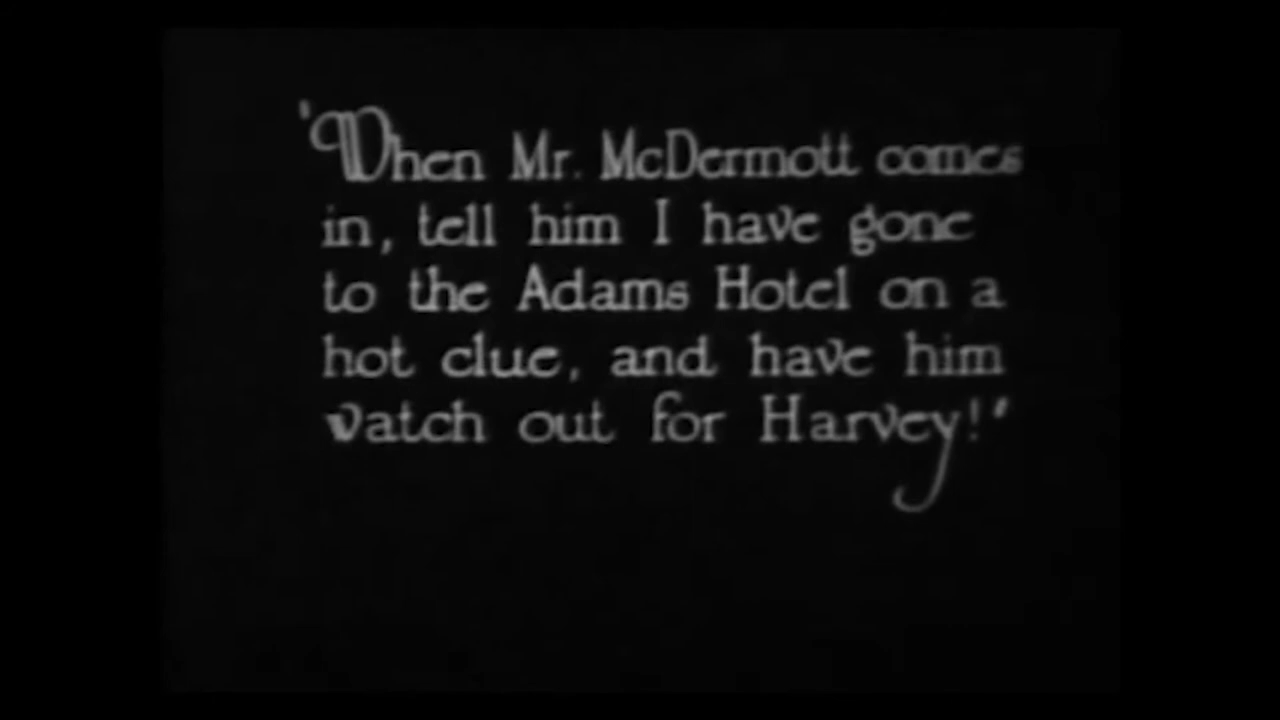 "When Mr. McDermott comes
in, tell him I have gone
to the Adams Hotel on a
hot clue, and have him
watch out for Harvey!"